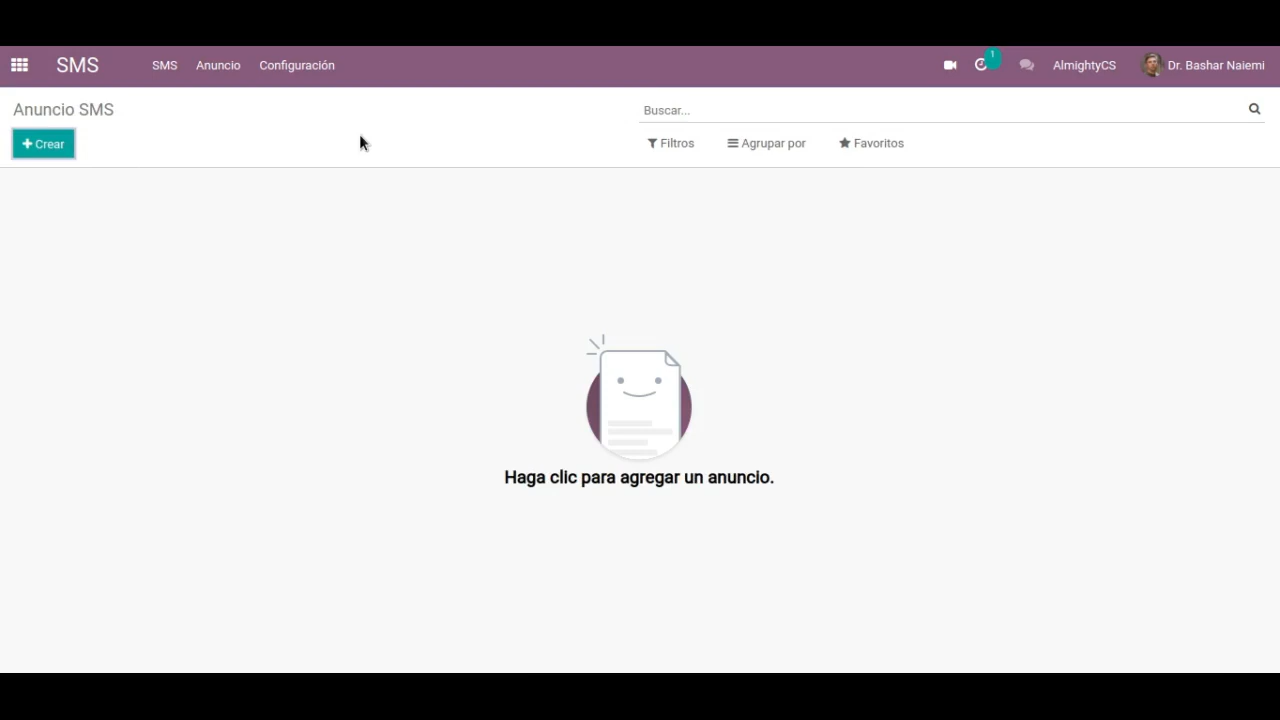 SMS SMS Anuncio Configuración 1 AlmightyCS Dr. Bashar Naiemi
Anuncio SMS Buscar...
Crear Filtros Agrupar por Favoritos
Haga clic para agregar un anuncio.